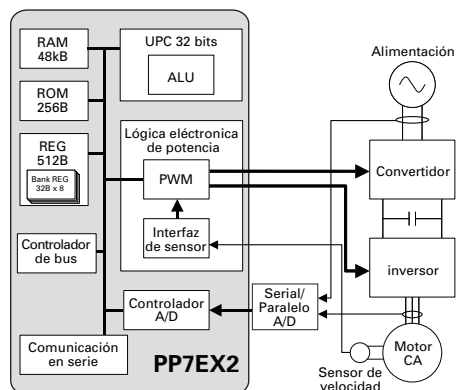 RAM
48kB
ROM
256B
REG
512B
Bank REG
32B x 8
Controlador
de bus
Comunicación
en serie
UPC 32 bits
ALU
Lógica eléctronica
de potencia
PWM
Interfaz
de sensor
Controlador
A/D
PP7EX2
Serial/
Paralelo
A/D
Alimentación
Convertidor
inversor
Motor
CA
Sensor de
velocidad